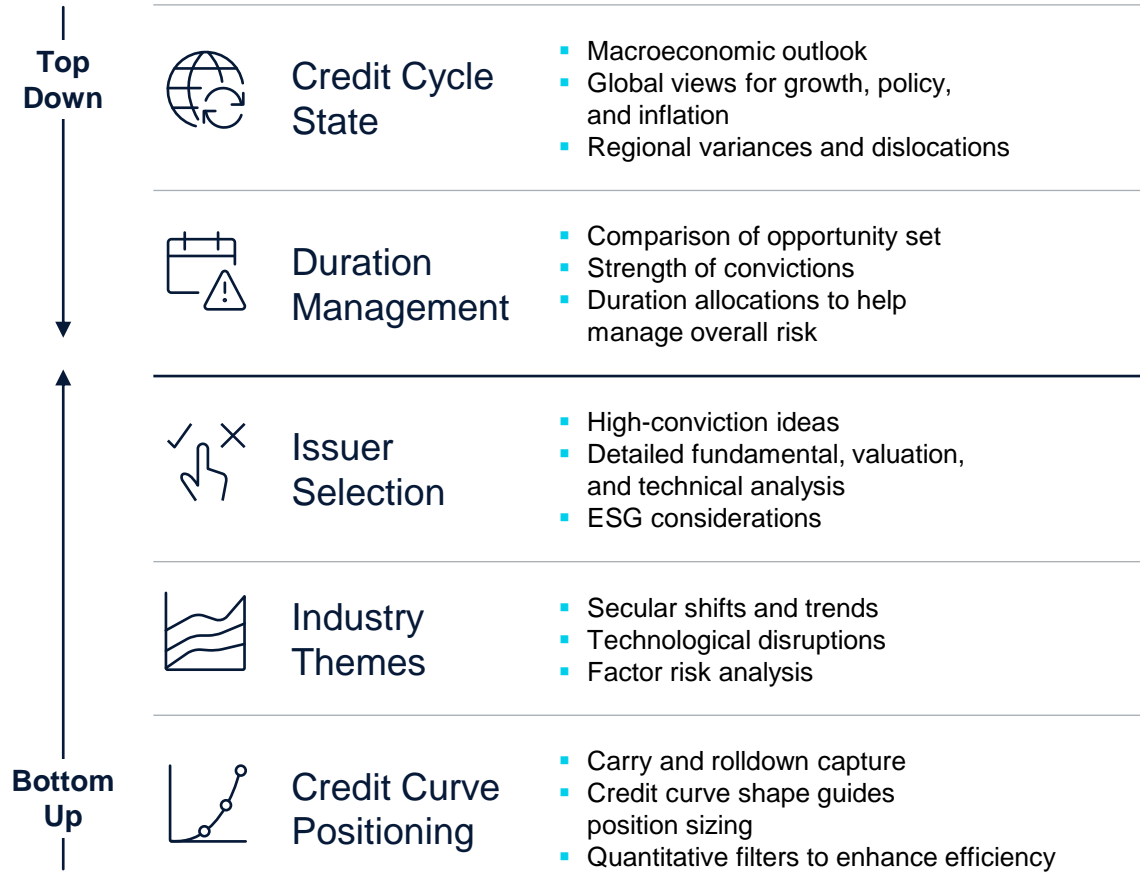 Top
Down
Credit Cycle
State
▪ Macroeconomic outlook
▪ Global views for growth, policy,
and inflation
▪ Regional variances and dislocations
Duration
Management
▪ Comparison of opportunity set
▪ Strength of convictions
▪ Duration allocations to help
manage overall risk
Issuer
Selection
▪ High-conviction ideas
▪ Detailed fundamental, valuation,
and technical analysis
▪ ESG considerations
Industry
Themes
▪ Secular shifts and trends
▪ Technological disruptions
▪ Factor risk analysis
Bottom
Up
Credit Curve
Positioning
▪ Carry and rolldown capture
▪ Credit curve shape guides
position sizing
▪ Quantitative filters to enhance efficiency